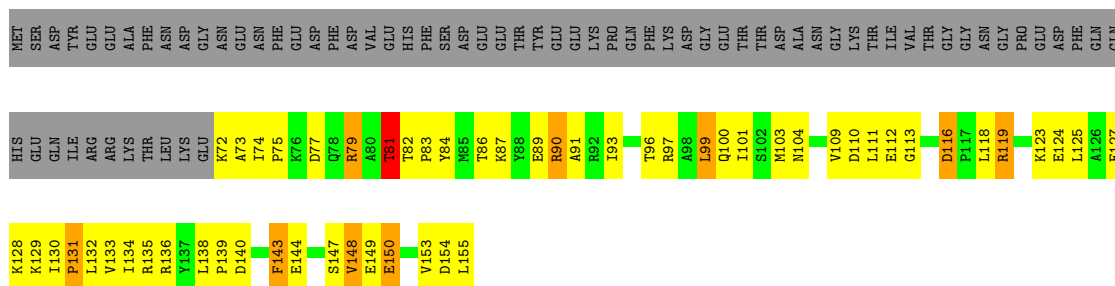 MET SER ASP TYR GLU GLU ALA PHE ASN ASP GLY ASN GLU ASN PHE GLU ASP PHE ASP VAL GLU HIS PHE SER ASP GLU GLU THR TYR GLU GLU LYS PRO GLN PHE LYS ASP GLY GLU THR THR ASP ALA ASN GLY LYS THR ILE VAL THR GLY GLY ASN GLY PRO GLU ASP PHE GLN GLN
HIS GLU GLN ILE ARG ARG LYS THR LEU LYS GLU K72 A73 I74 P75 K76 D77 Q78 R79 A80 T81 T82 P83 Y84 M85 T86 K87 Y88 E89 R90 A91 R92 I93 T96 R97 A98 L99 Q100 I101 S102 M103 N104 V109 D110 L111 E112 G113 D116 P117 L118 R119 K123 E124 L125 A126 E127
K128 K129 I130 P131 L132 V133 I134 R135 R136 Y137 L138 P139 D140 F143 E144 S147 V148 E149 E150 V153 D154 L155